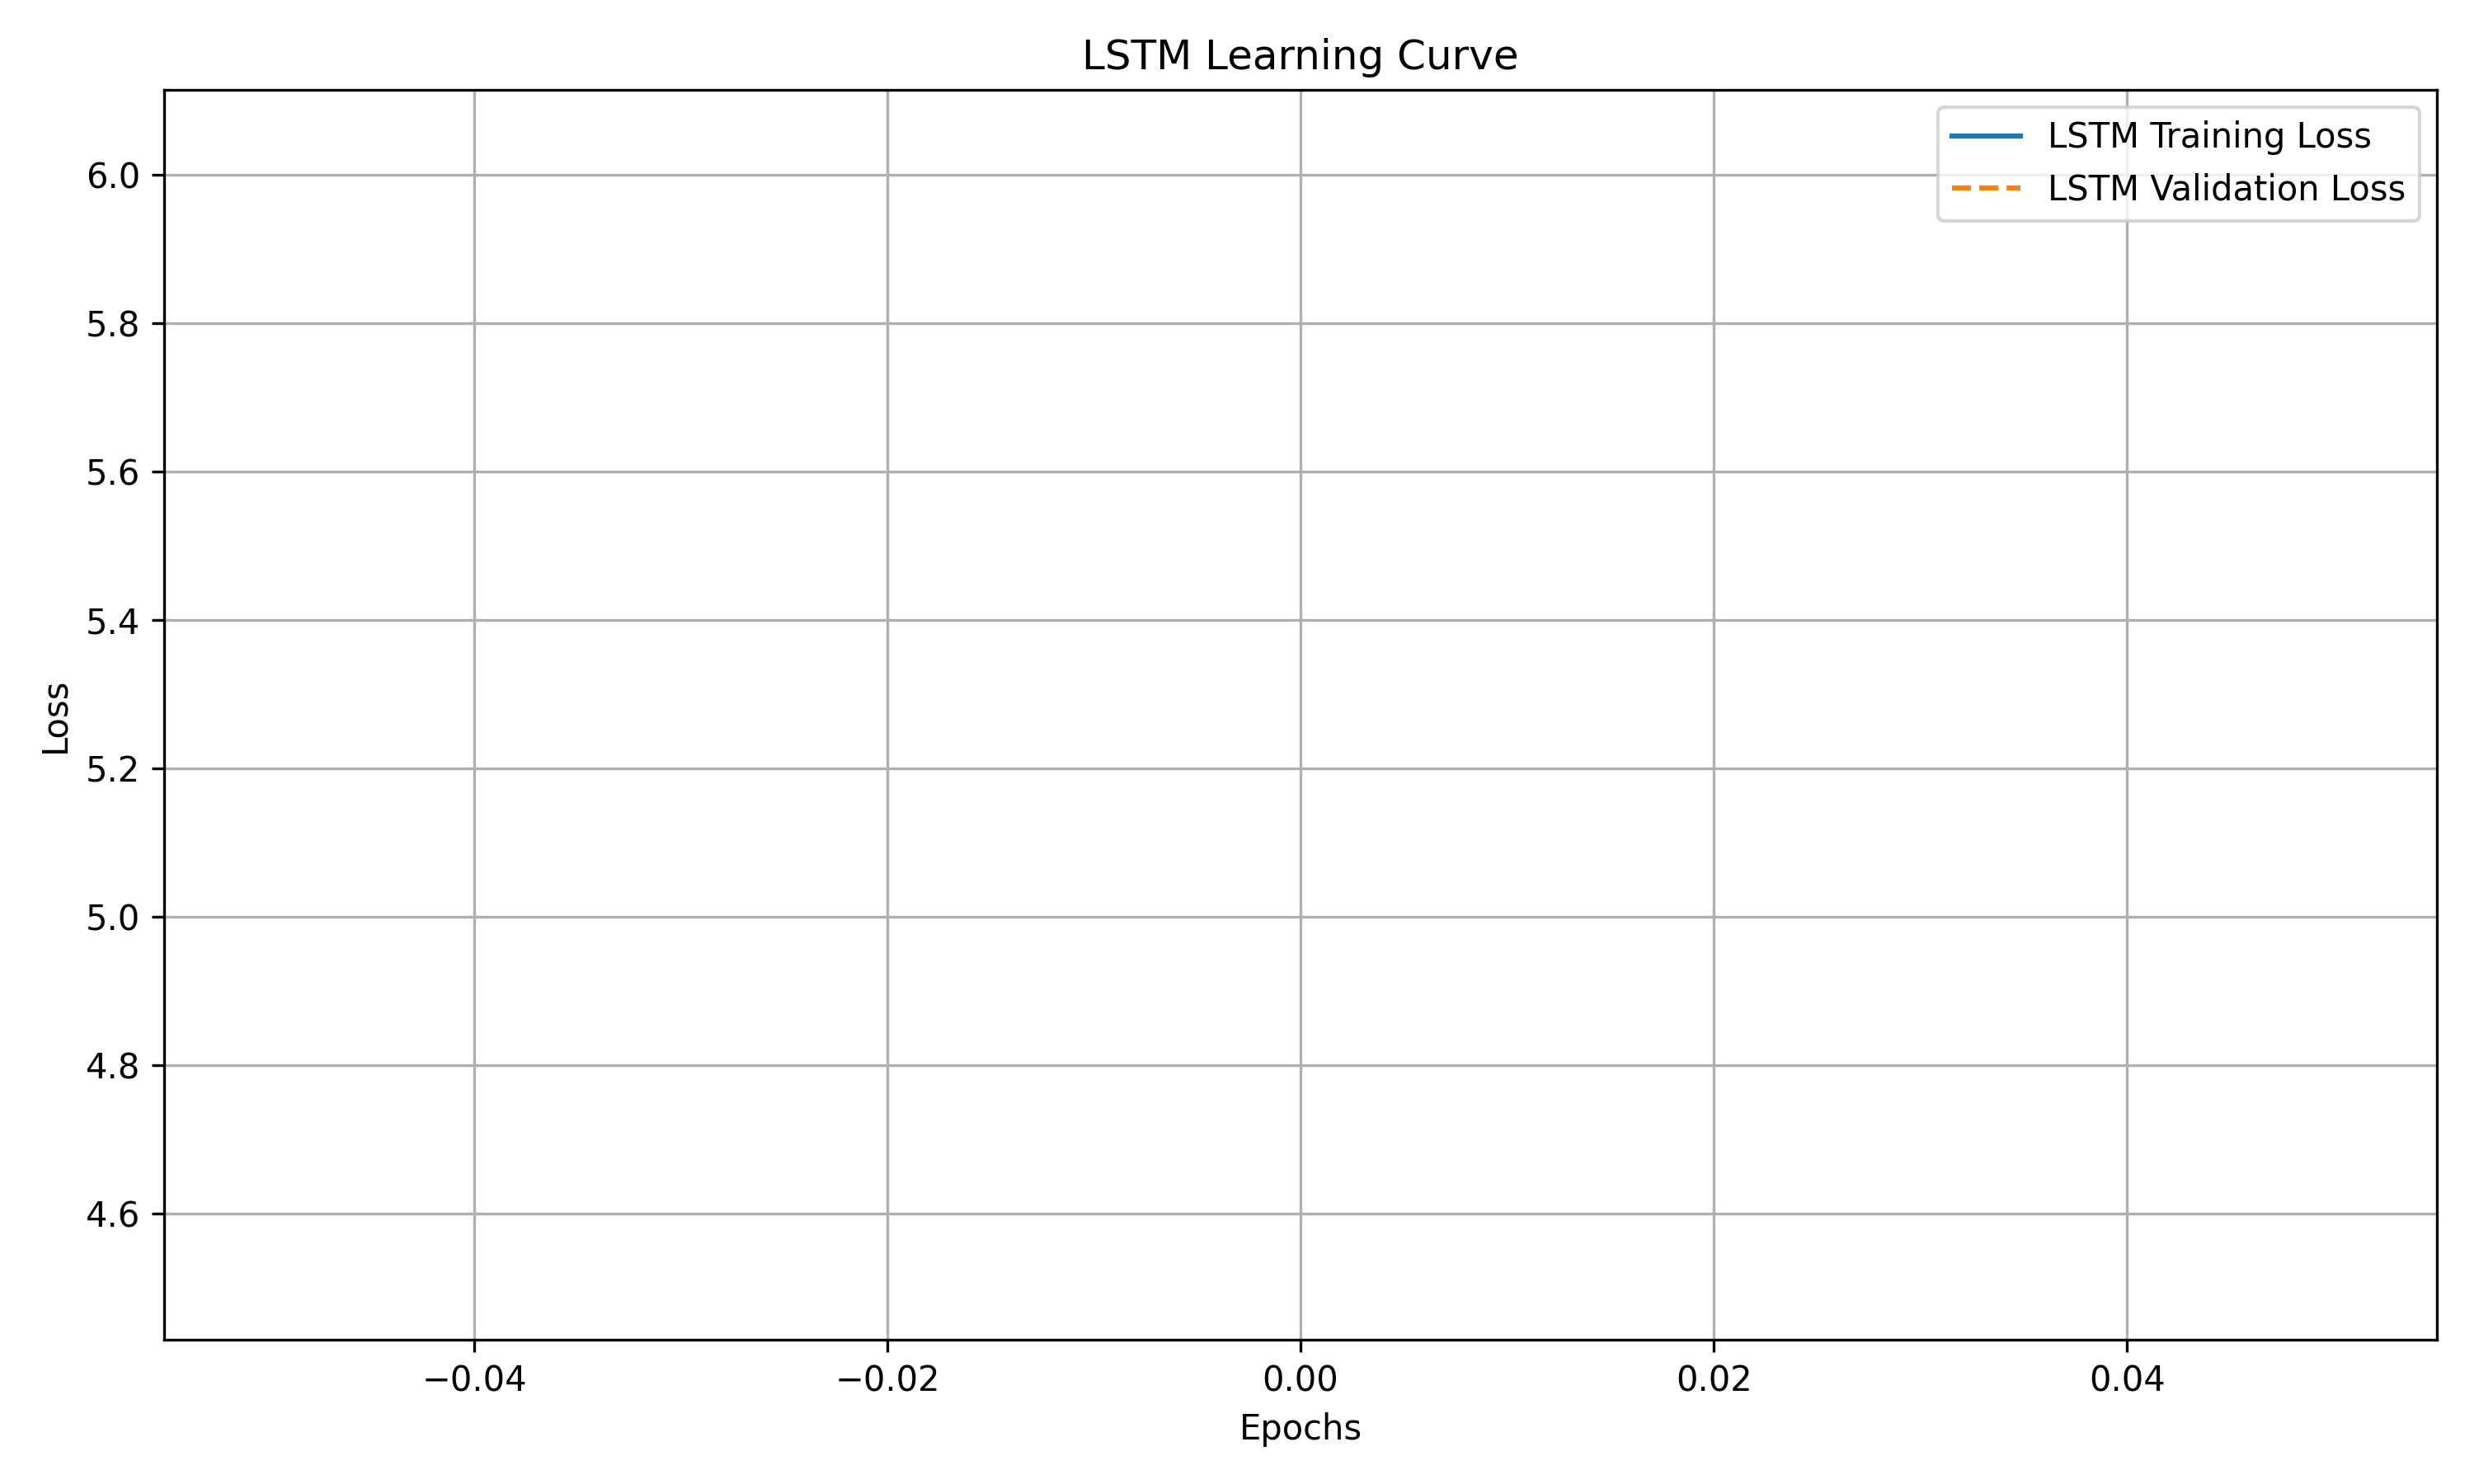 LSTM Learning Curve
LSTM Training Loss
LSTM Validation Loss
6.0
5.8
5.6
5.4
5.2
5.0
4.8
4.6
Loss
−0.04
−0.02
0.00
0.02
0.04
Epochs